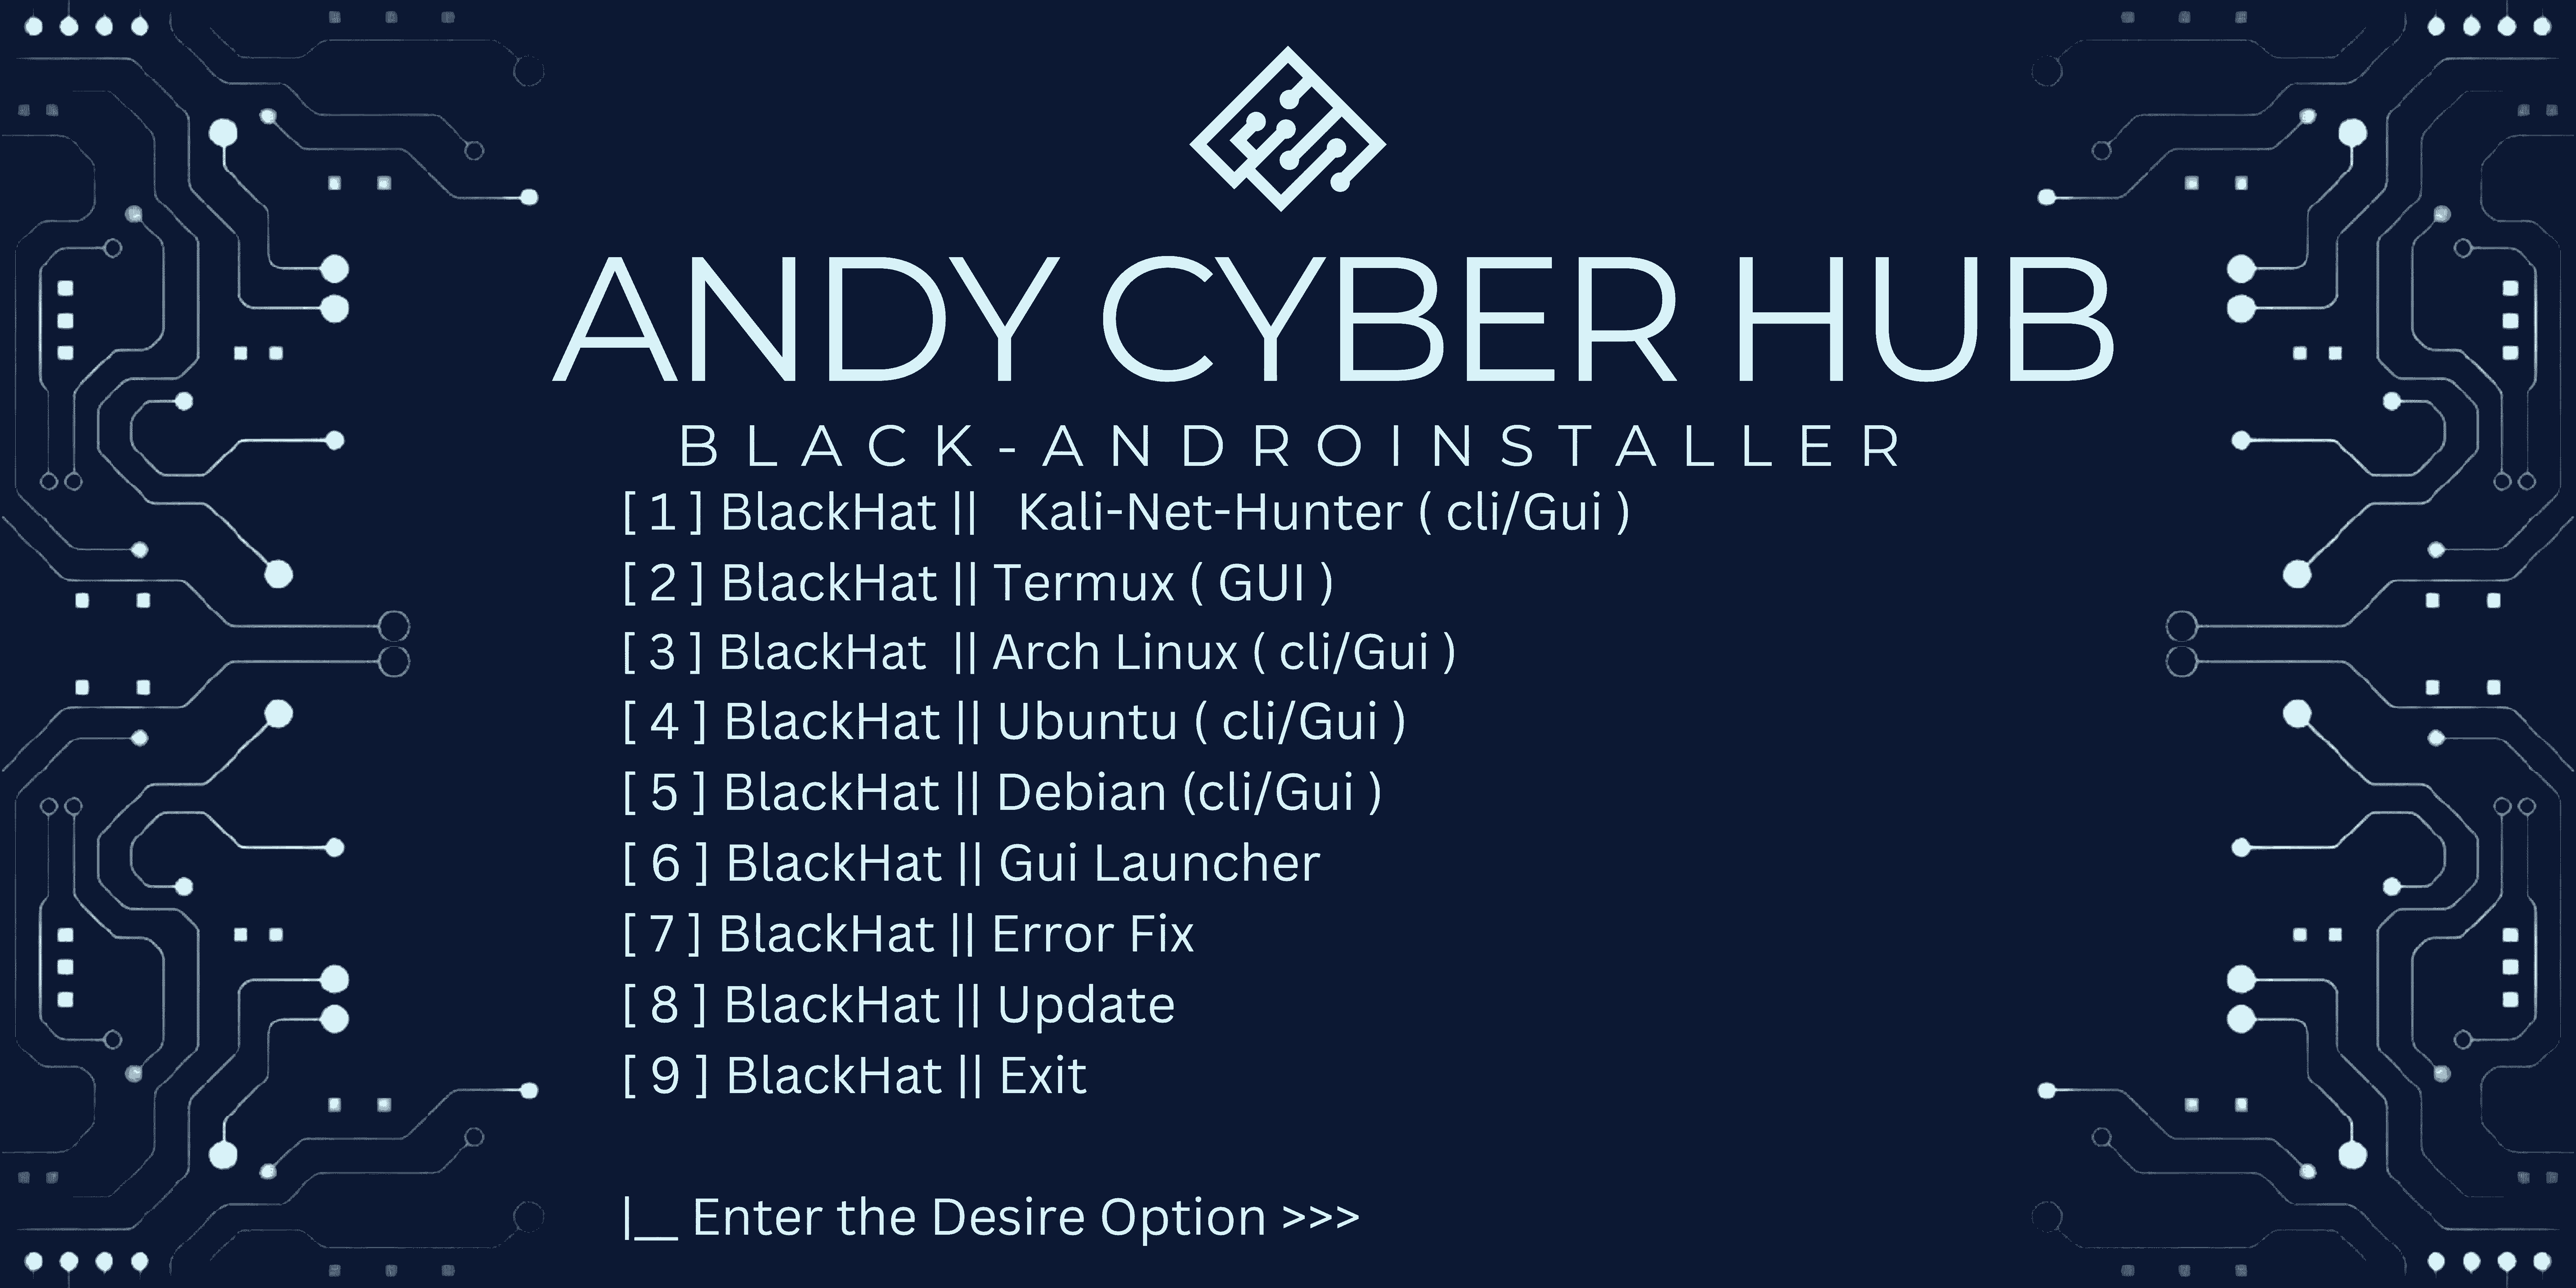 ANDY CYBER HUB
BLACK-ANDROINSTALLER
[ 1 ] BlackHat ||   Kali-Net-Hunter ( cli/Gui )
[ 2 ] BlackHat || Termux ( GUI )
[ 3 ] BlackHat  || Arch Linux ( cli/Gui )
[ 4 ] BlackHat || Ubuntu ( cli/Gui )
[ 5 ] BlackHat || Debian (cli/Gui )
[ 6 ] BlackHat || Gui Launcher
[ 7 ] BlackHat || Error Fix
[ 8 ] BlackHat || Update
[ 9 ] BlackHat || Exit
|__ Enter the Desire Option >>>